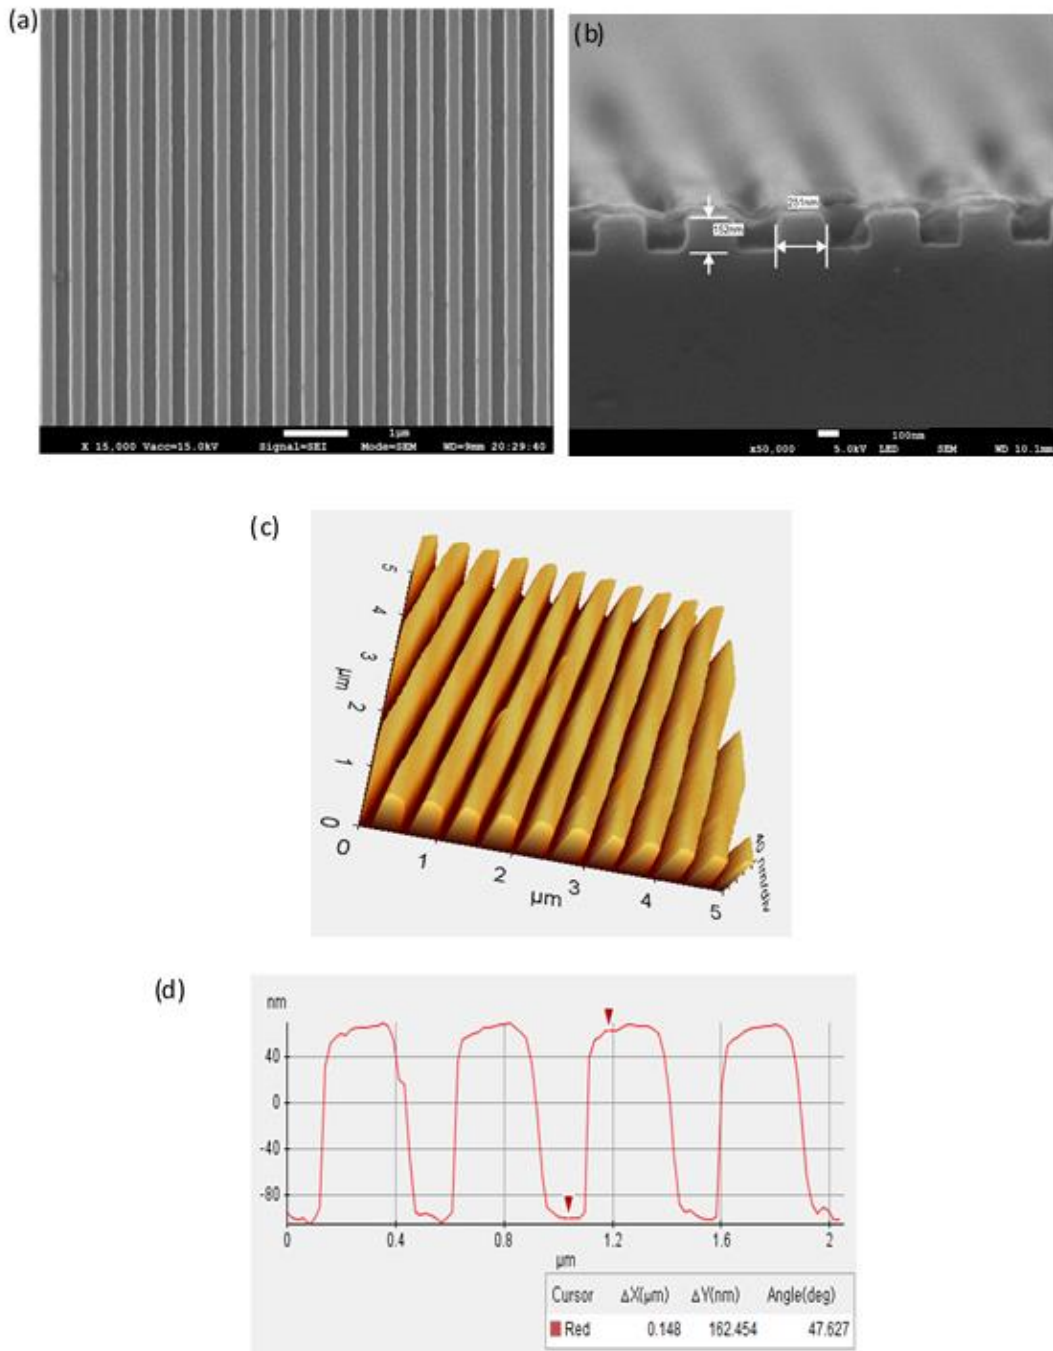 (a)
X 15,000 Vacc=15.0kV Signal=SEI 1µm Mode=SEM WD=9mm 20:29:40
(b)
251nm
152nm
100nm
x50,000 5.0kV LED SEM WD 10.1mm
(c)
5
4
3
µm
2
1
0
0 1 2 3 4 5
µm
(d)
nm
40
0
-40
-80
0 0.4 0.8 1.2 1.6 2
µm
Cursor ΔX(µm) ΔY(nm) Angle(deg)
Red 0.148 162.454 47.627